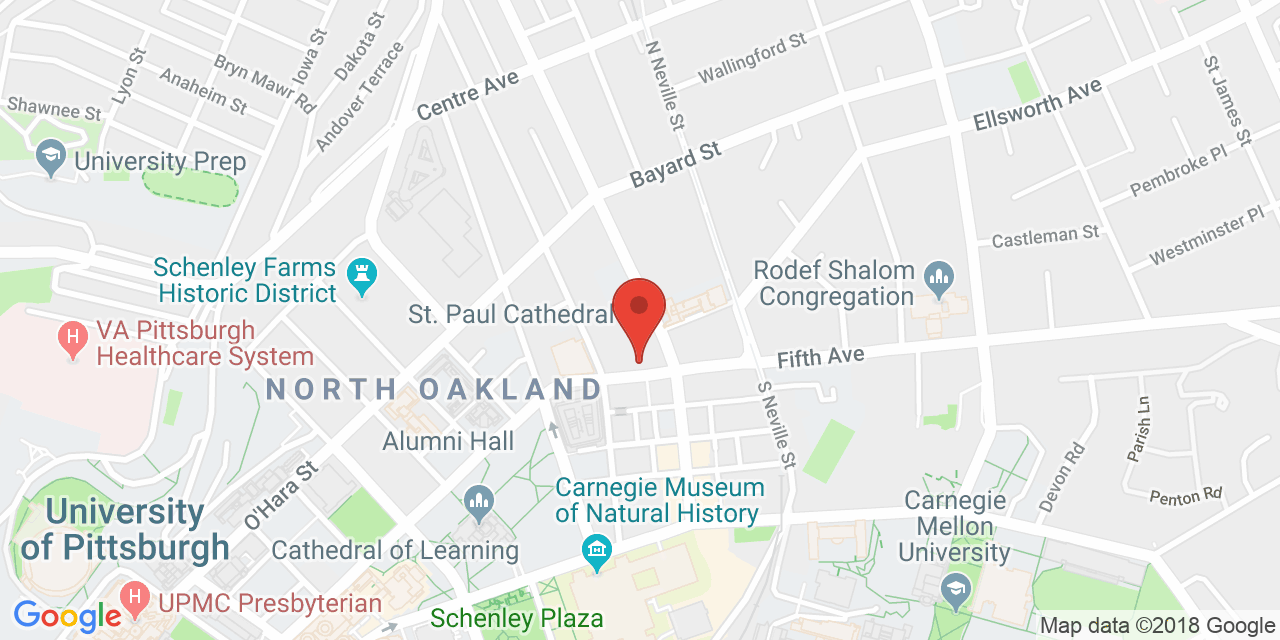 Dakota St
Iowa St
Bryn Mawr Rd
Lyon St
Anaheim St
Andover Terrace
Shawnee St
Centre Ave
N Neville St
Wallingford St
Ellsworth Ave
St James St
Bayard St
Pembroke Pl
University Prep
Westminster Pl
Castleman St
Schenley Farms
Historic District
Rodef Shalom
Congregation
St. Paul Cathedral
VA Pittsburgh
Healthcare System
H
Fifth Ave
NORTH OAKLAND
S Neville St
Parish Ln
Alumni Hall
Devon Rd
O'Hara St
Carnegie Museum
of Natural History
Penton Rd
Carnegie
Mellon
University
University
of Pittsburgh
Cathedral of Learning
H
UPMC Presbyterian
Schenley Plaza
Google
Map data ©2018 Google